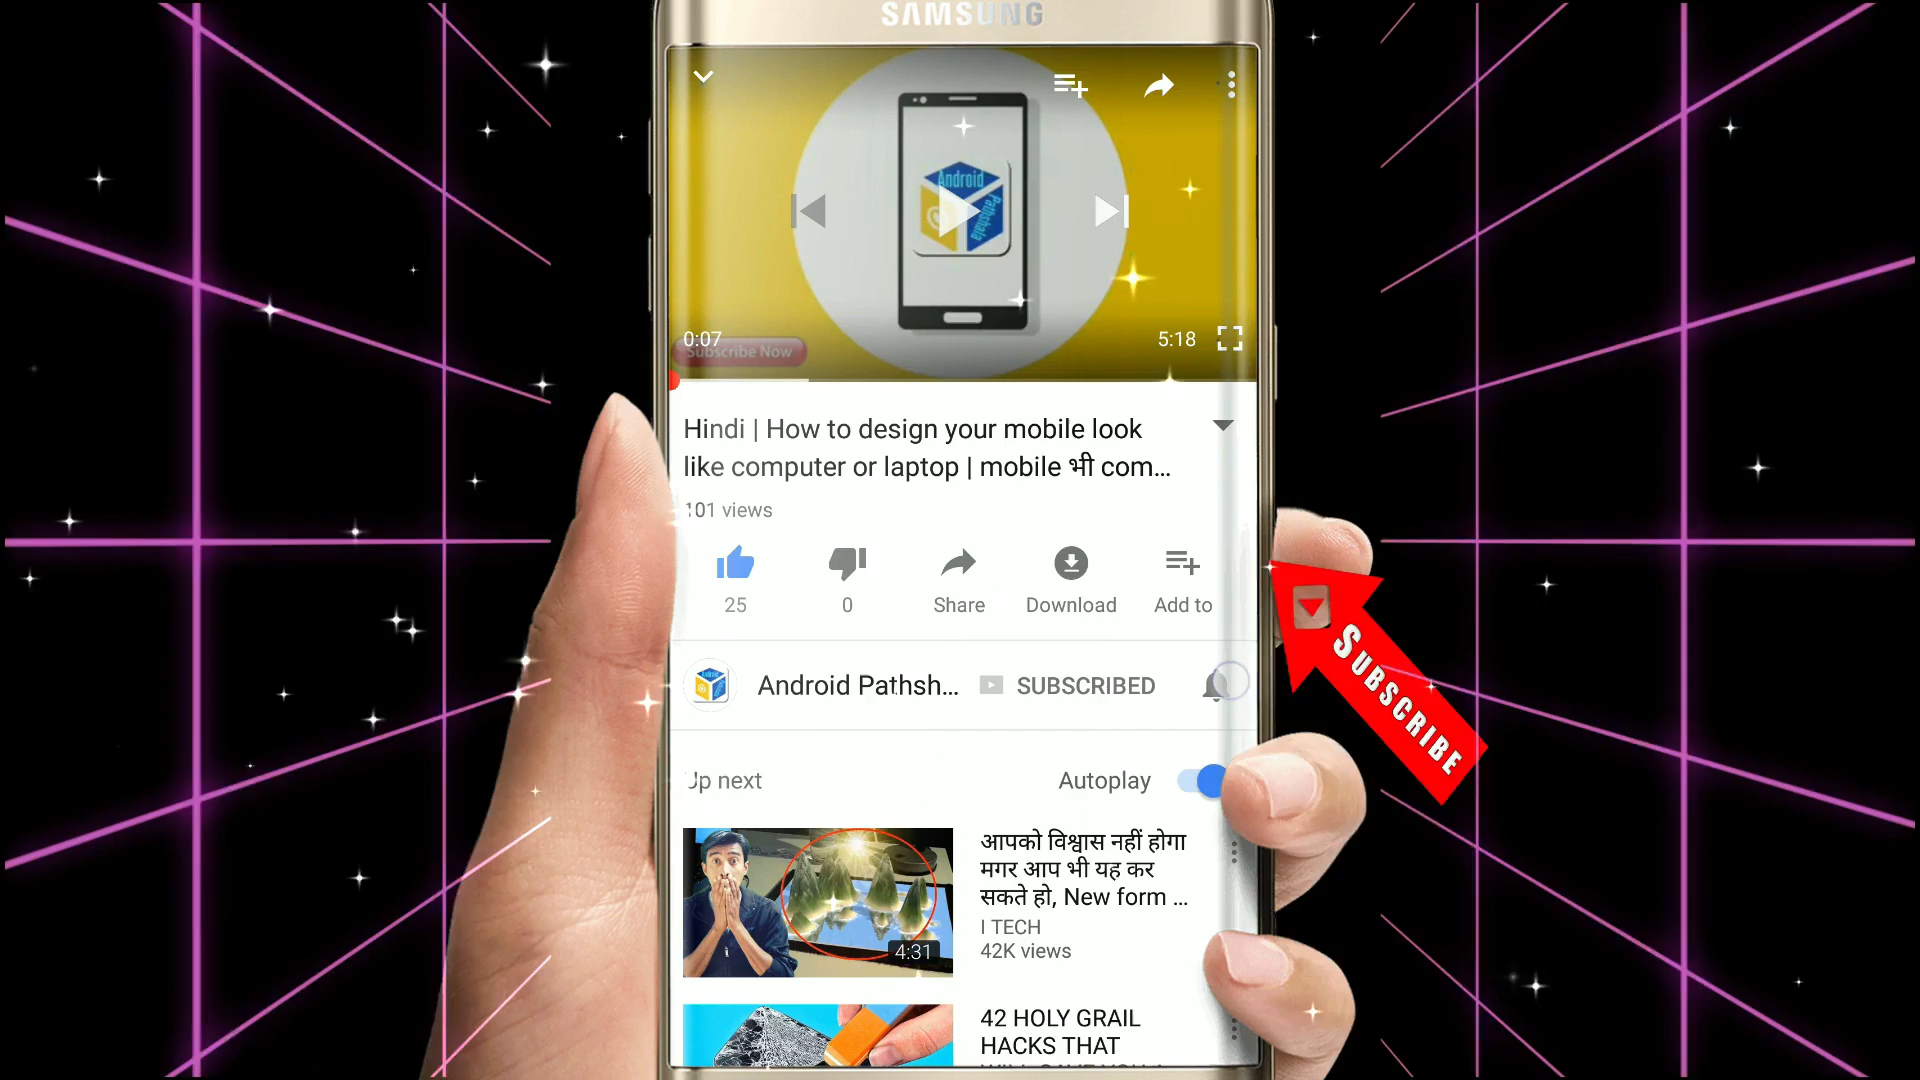 SAMSUNG
Android
Pathshala
0:07
5:18
Subscribe Now
Hindi | How to design your mobile look
like computer or laptop | mobile भी com...
101 views
25
0
Share
Download
Add to
SUBSCRIBE
Android Pathsh...
SUBSCRIBED
Up next
Autoplay
आपको विश्वास नहीं होगा
मगर आप भी यह कर
सकते हो, New form ...
I TECH
42K views
4:31
42 HOLY GRAIL
HACKS THAT